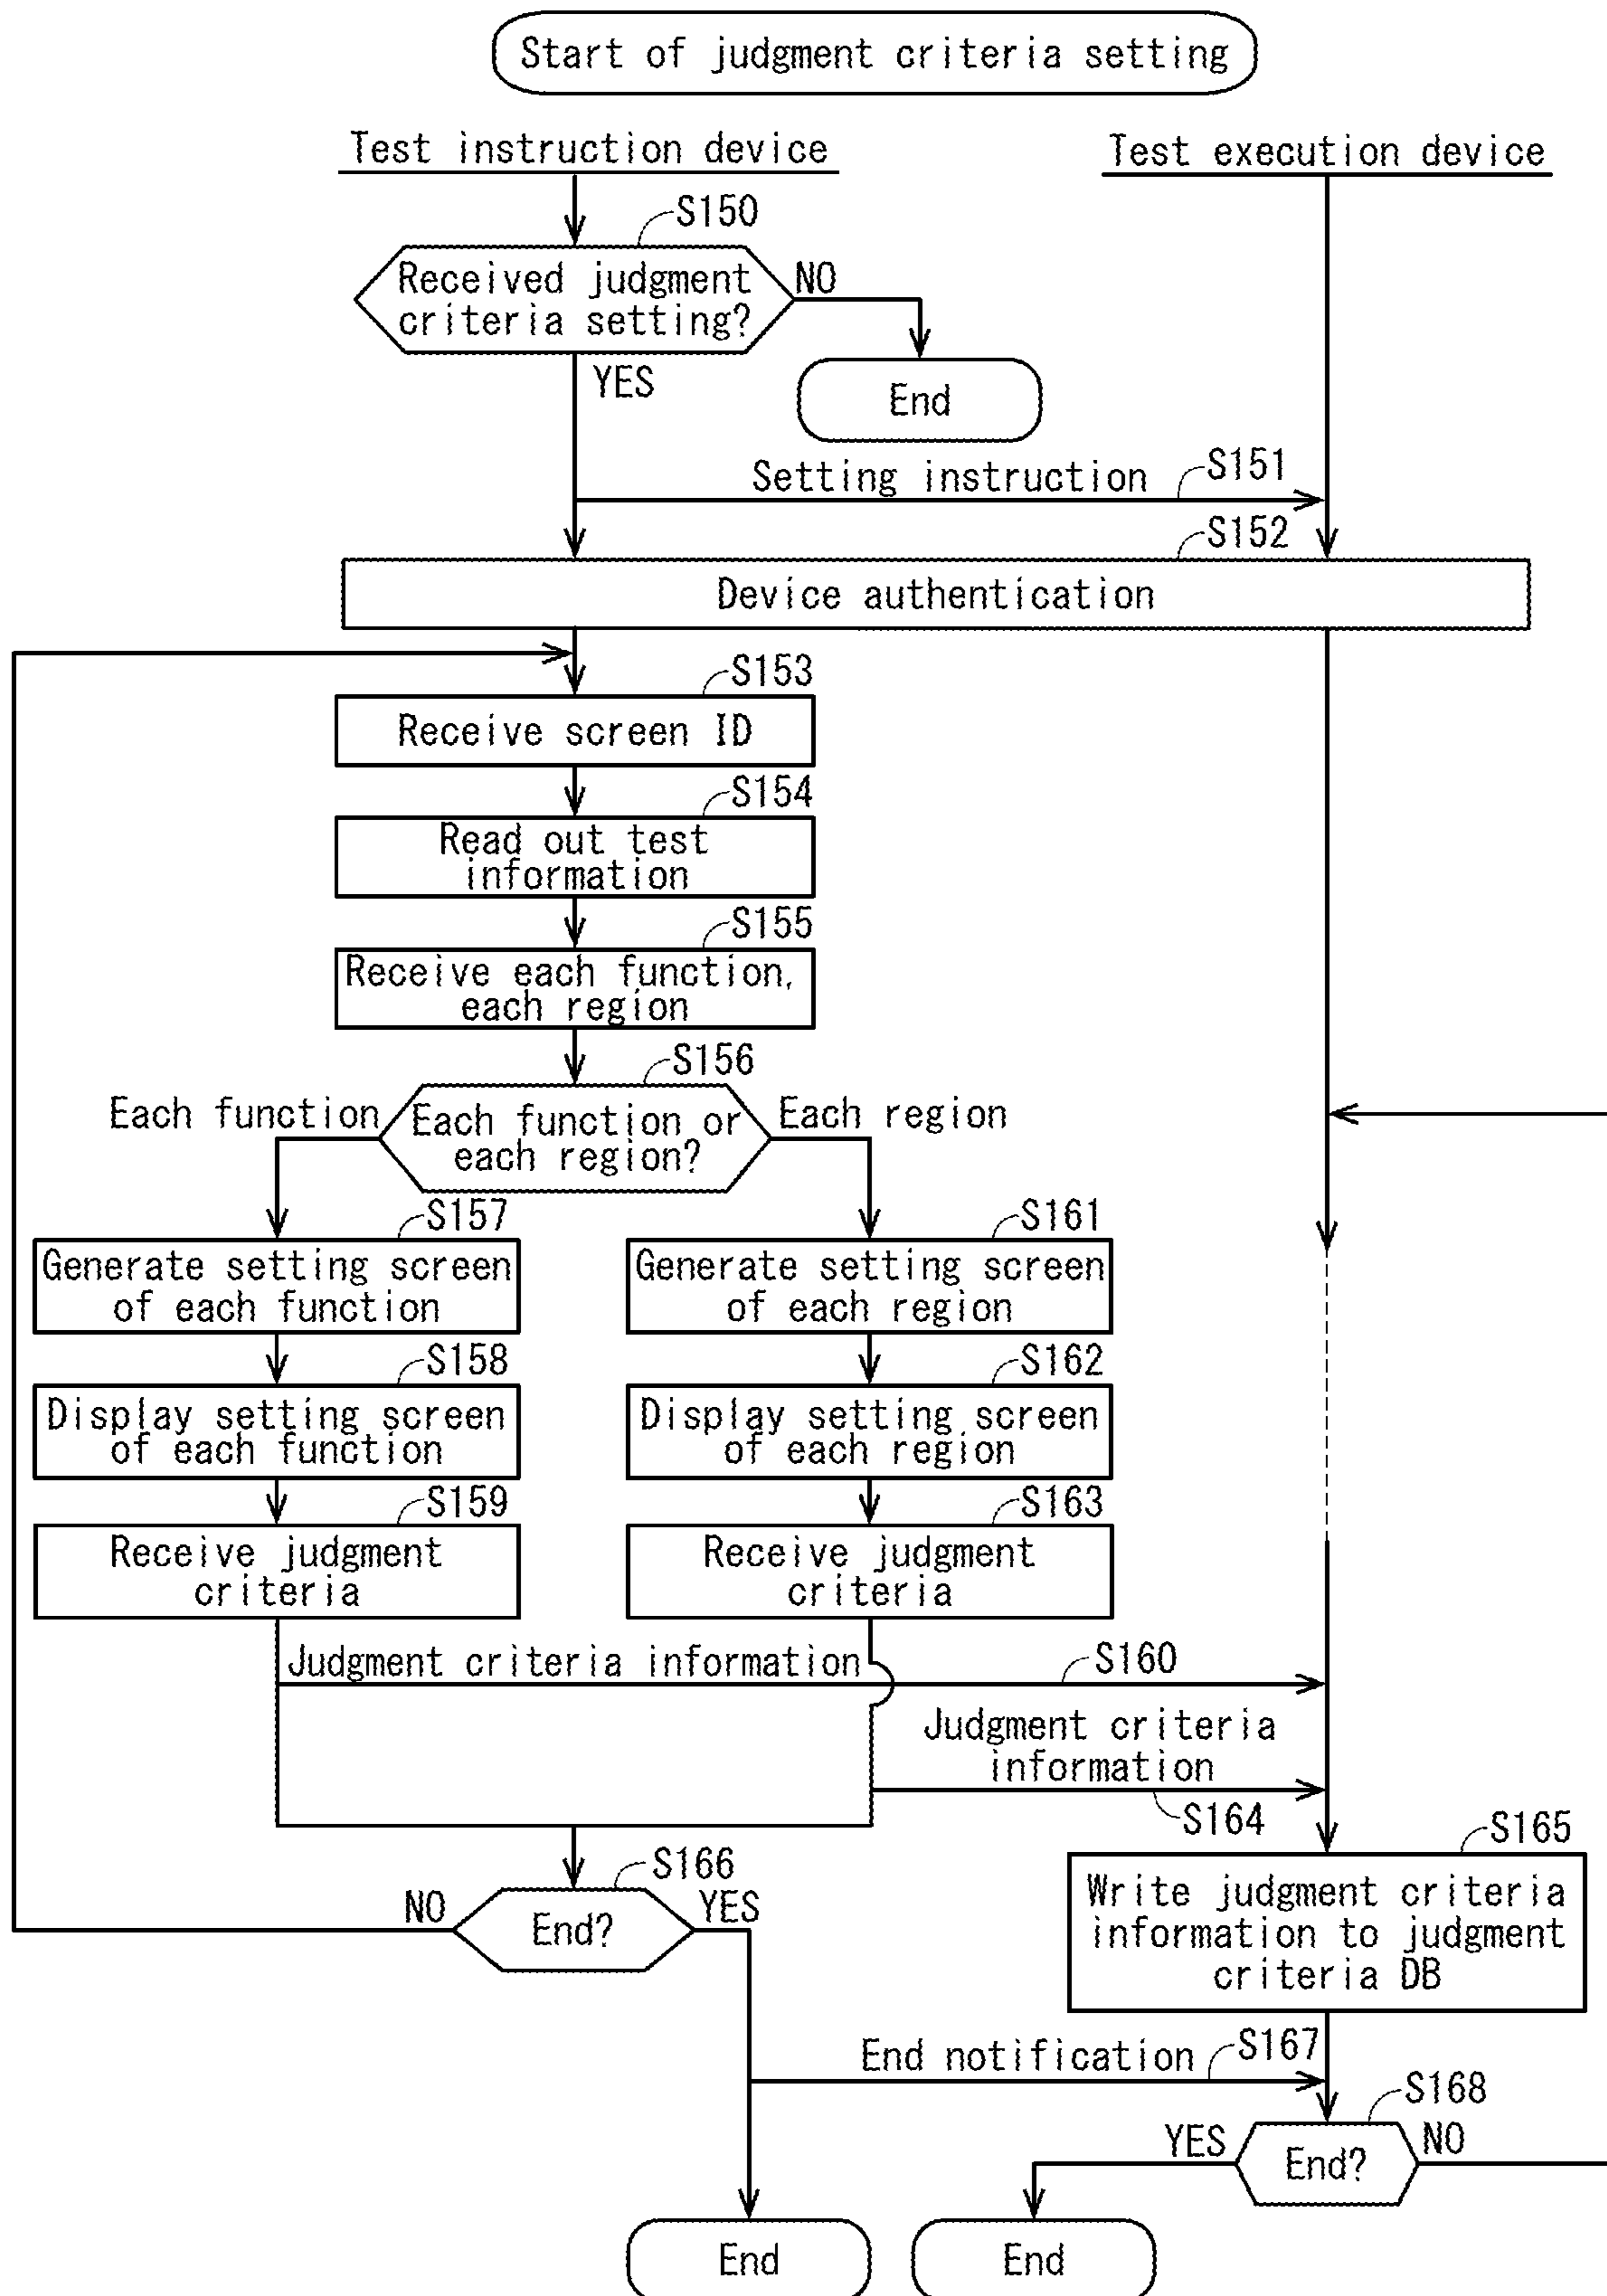 Start of judgment criteria setting
Test instruction device
Test execution device
S150
Received judgment
criteria setting?
NO
End
YES
Setting instruction
S151
S152
Device authentication
S153
Receive screen ID
S154
Read out test
information
S155
Receive each function,
each region
S156
Each function
Each function or
each region?
Each region
S157
Generate setting screen
of each function
S161
Generate setting screen
of each region
S158
Display setting screen
of each function
S162
Display setting screen
of each region
S159
Receive judgment
criteria
S163
Receive judgment
criteria
Judgment criteria information
S160
Judgment criteria
information
S164
S165
Write judgment criteria
information to judgment
criteria DB
S166
NO
End?
YES
End notification
S167
S168
YES
End?
NO
End
End